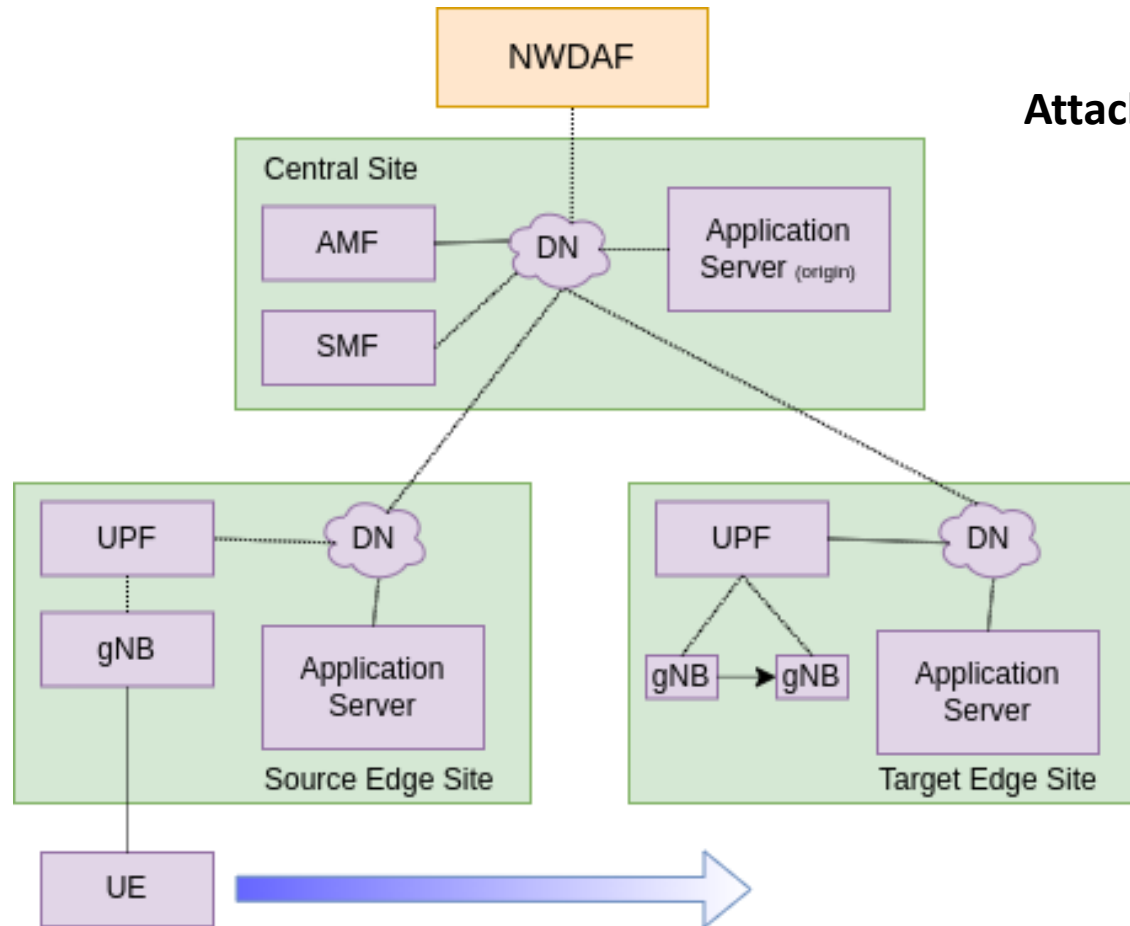 NWDAF
Central Site
AMF
DN
Application
Server (origin)
SMF
UPF
DN
gNB
Application
Server
Source Edge Site
UPF
DN
gNB
gNB
Application
Server
Target Edge Site
UE